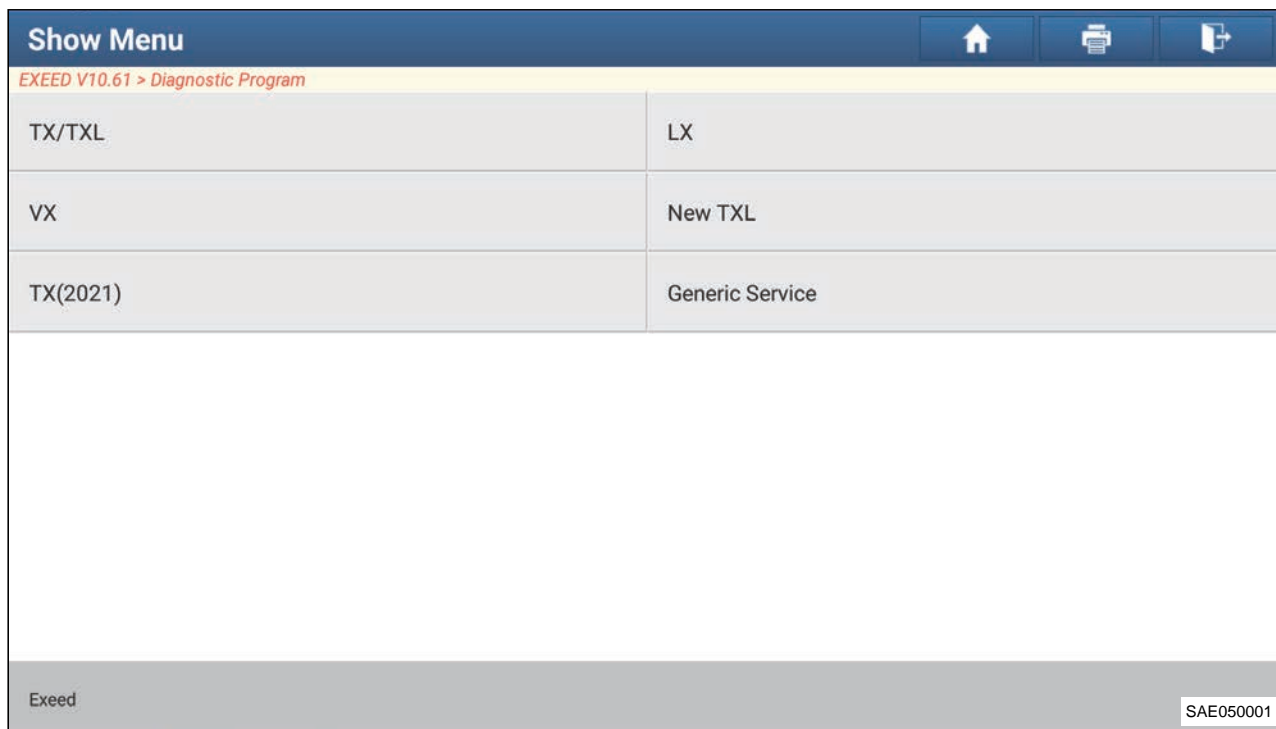 Show Menu
EXEED V10.61 > Diagnostic Program
TX/TXL
LX
VX
New TXL
TX(2021)
Generic Service
Exeed
SAE050001